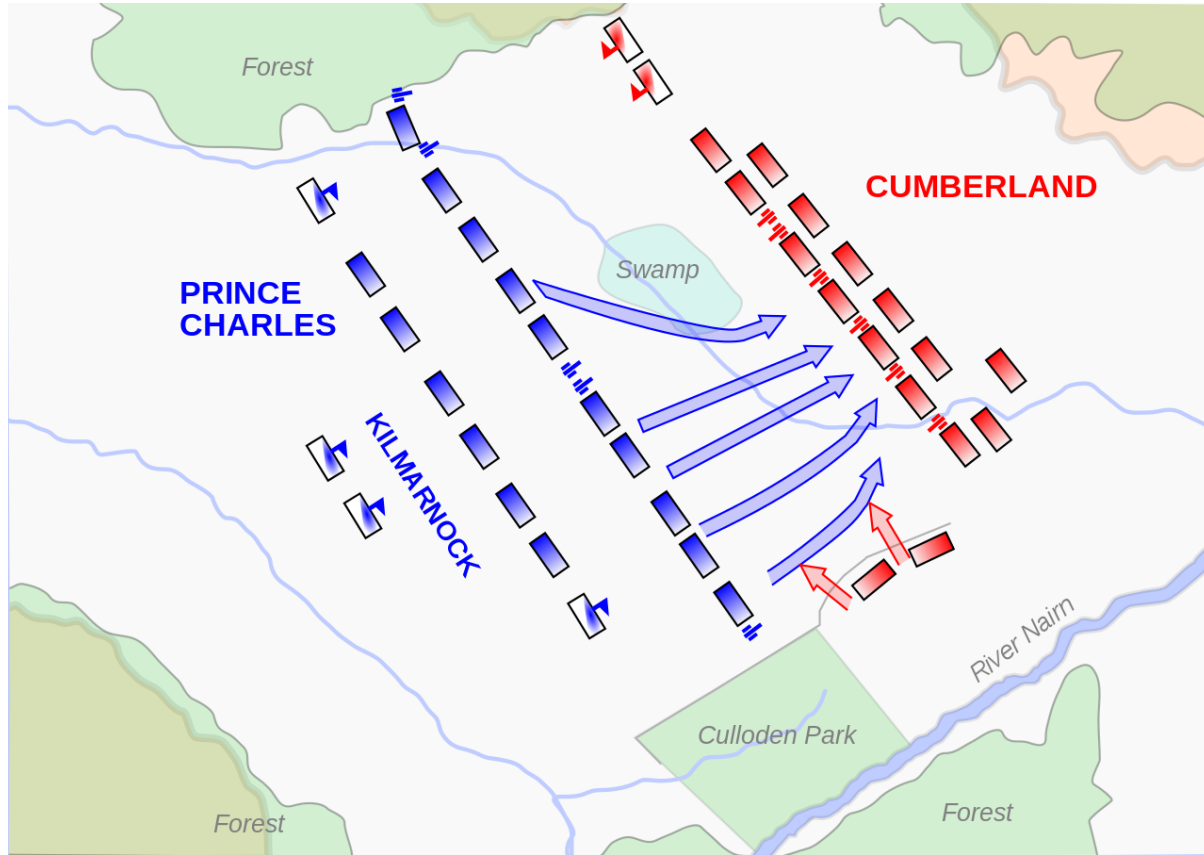 Forest
CUMBERLAND
Swamp
PRINCE
CHARLES
KILMARNOCK
River Nairn
Culloden Park
Forest
Forest